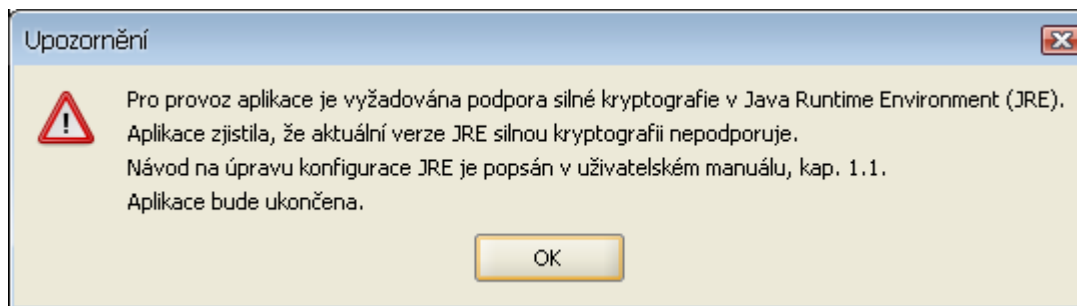 Upozornění
Pro provoz aplikace je vyžadována podpora silné kryptografie v Java Runtime Environment (JRE).
Aplikace zjistila, že aktuální verze JRE silnou kryptografii nepodporuje.
Návod na úpravu konfigurace JRE je popsán v uživatelském manuálu, kap. 1.1.
Aplikace bude ukončena.
OK